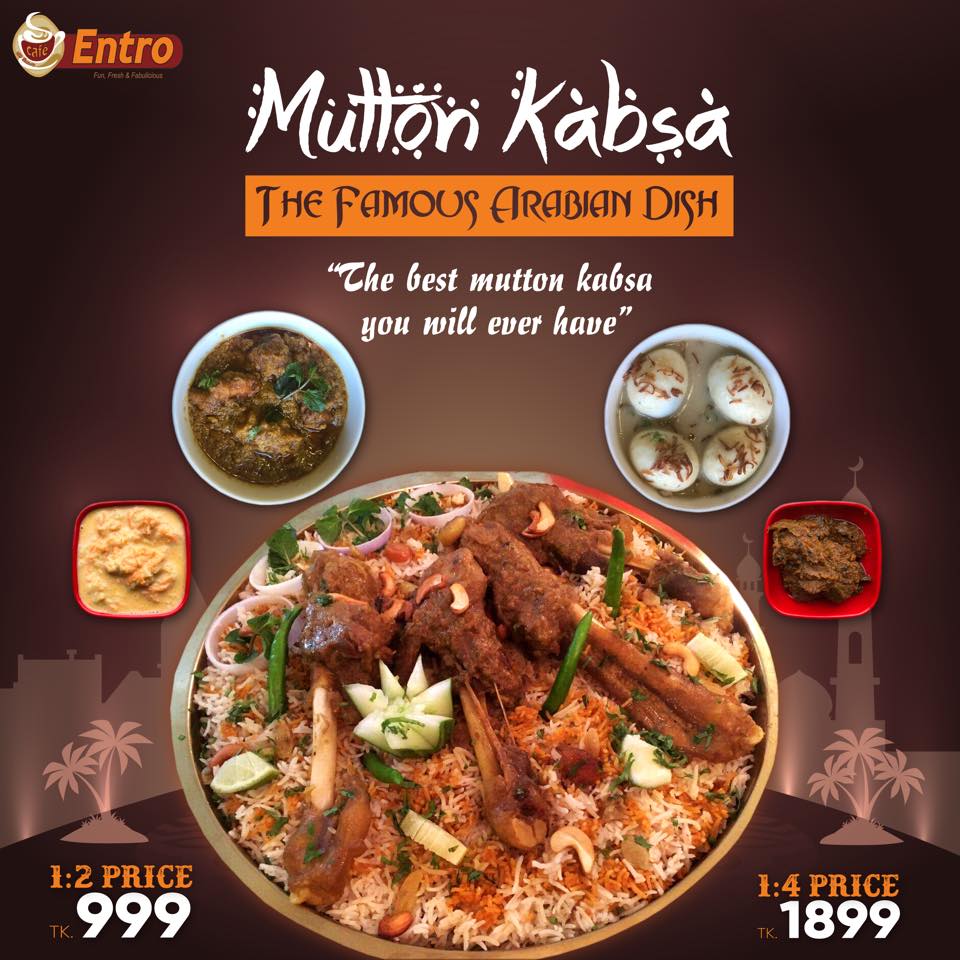 cafe
Entro
Fun, Fresh & Fabulicious
Mutton Kabsa
The Famous Arabian Dish
“The best mutton kabsa
you will ever have”
1:2 PRICE
TK. 999
1:4 PRICE
TK. 1899